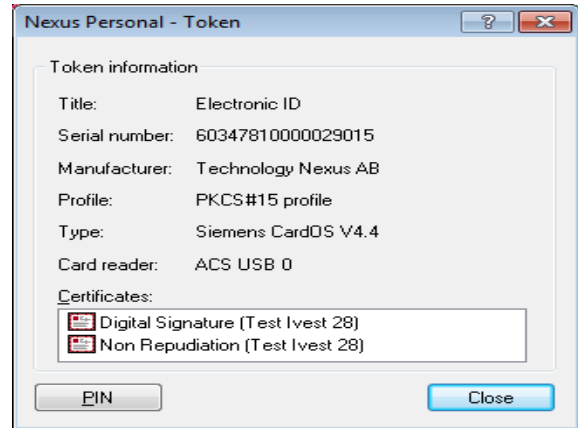 Nexus Personal - Token
Token information
Title: Electronic ID
Serial number: 60347810000029015
Manufacturer: Technology Nexus AB
Profile: PKCS#15 profile
Type: Siemens CardOS V4.4
Card reader: ACS USB 0
Certificates:
Digital Signature (Test Ivest 28)
Non Repudiation (Test Ivest 28)
PIN Close